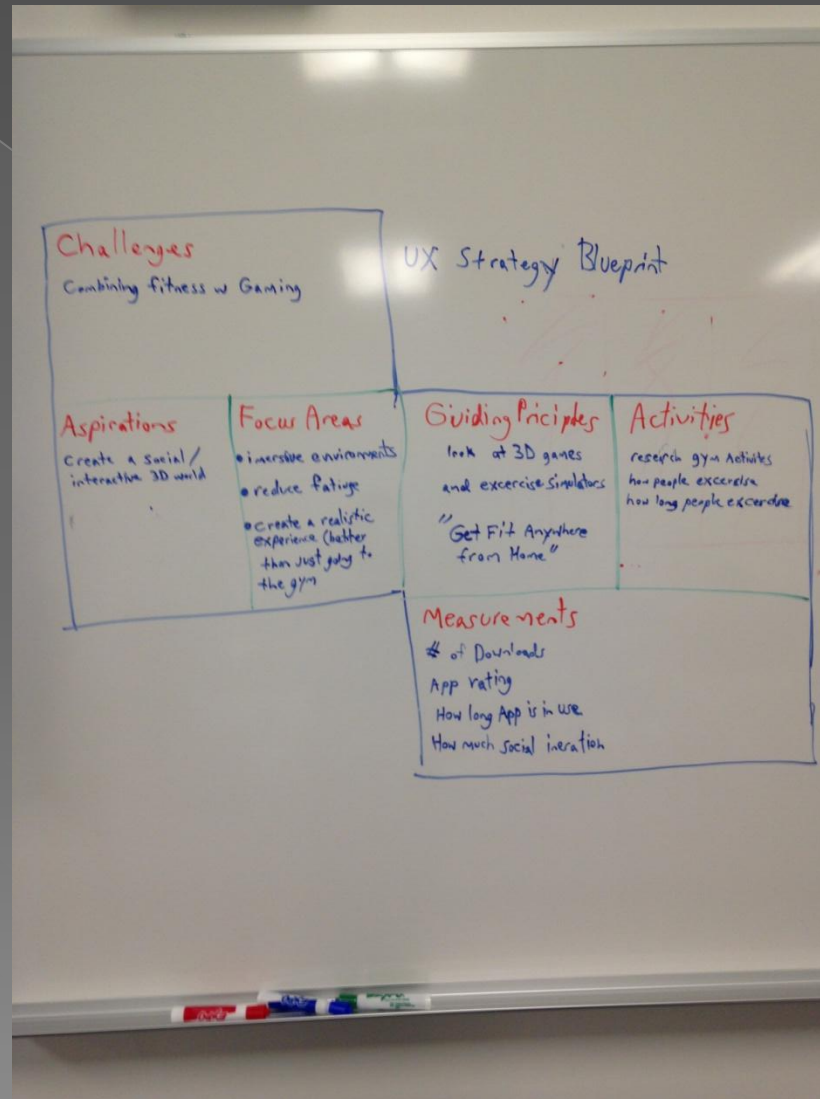 UX Strategy Blueprint
Challenges
Combining fitness w Gaming
Aspirations
Create a social/
interactive 3D world
Focus Areas
• imersive environments
• reduce fatiuge
• create a realistic
experience (batter
than just going to
the gym
Guiding Priciples
look at 3D games
and excercise simulators
"Get Fit Anywhere
from Home"
Activities
research gym Activites
how people excercise
how long people excercise
Measurements
# of Downloads
App rating
How long App is in use
How much social ineration